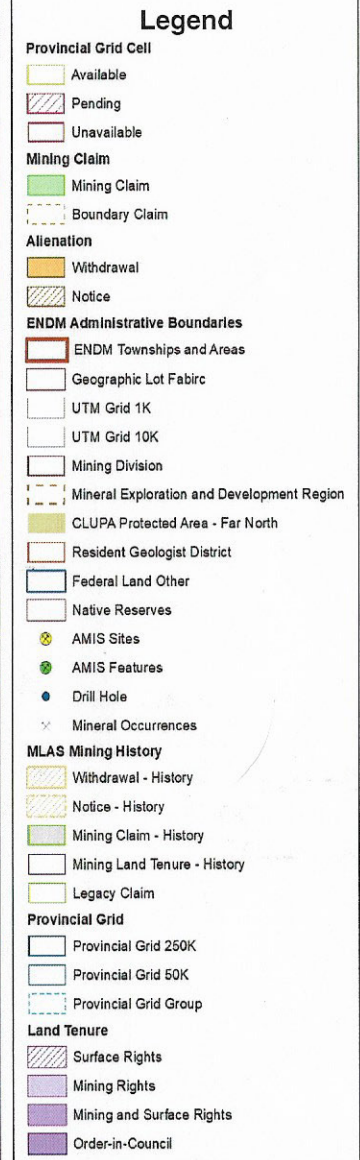 Legend
Provincial Grid Cell
Available
Pending
Unavailable
Mining Claim
Mining Claim
Boundary Claim
Alienation
Withdrawal
Notice
ENDM Administrative Boundaries
ENDM Townships and Areas
Geographic Lot Fabirc
UTM Grid 1K
UTM Grid 10K
Mining Division
Mineral Exploration and Development Region
CLUPA Protected Area - Far North
Resident Geologist District
Federal Land Other
Native Reserves
AMIS Sites
AMIS Features
Drill Hole
Mineral Occurrences
MLAS Mining History
Withdrawal - History
Notice - History
Mining Claim - History
Mining Land Tenure - History
Legacy Claim
Provincial Grid
Provincial Grid 250K
Provincial Grid 50K
Provincial Grid Group
Land Tenure
Surface Rights
Mining Rights
Mining and Surface Rights
Order-in-Council